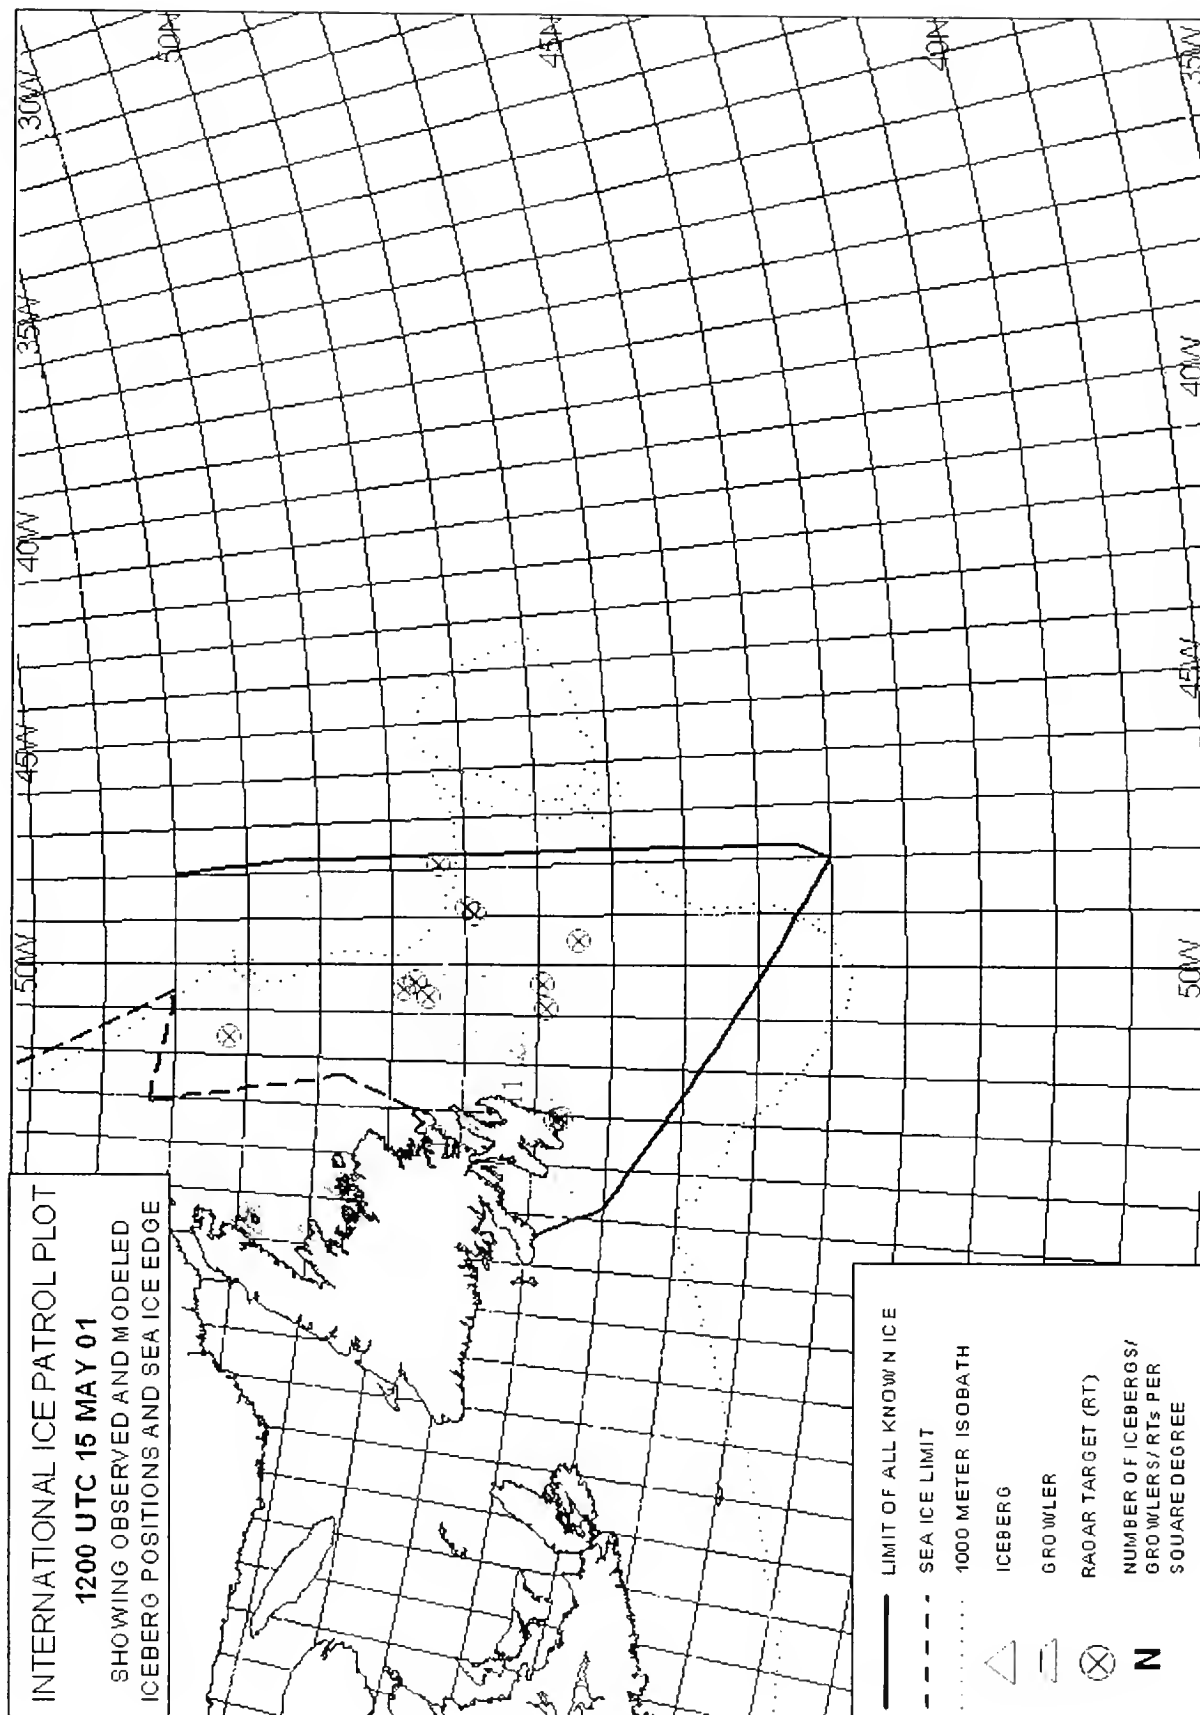 INTERNATIONAL ICE PATROL PLOT
1200 UTC 15 MAY 01
SHOWING OBSERVED AND MODELED
ICEBERG POSITIONS AND SEA ICE EDGE
50W
45W
40W
35W
30W
50N
45N
40N
11
50W
45W
40W
35W
LIMIT OF ALL KNOWN ICE
SEA ICE LIMIT
1000 METER ISOBATH
ICEBERG
GROWLER
RADAR TARGET (RT)
N NUMBER OF ICEBERGS/
GROWLERS/RTs PER
SQUARE DEGREE